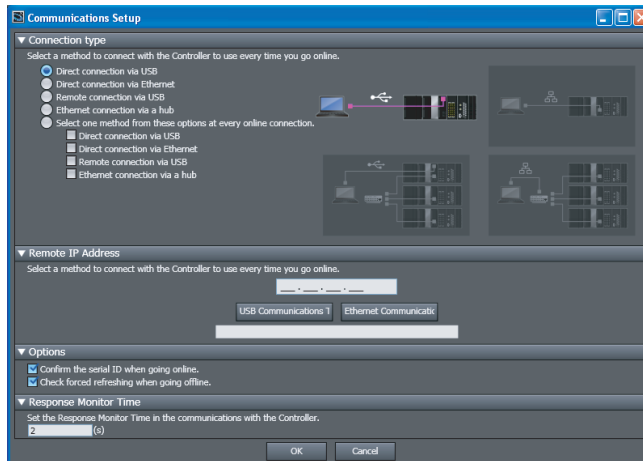 Communications Setup
▼ Connection type
Select a method to connect with the Controller to use every time you go online.
Direct connection via USB
Direct connection via Ethernet
Remote connection via USB
Ethernet connection via a hub
Select one method from these options at every online connection.
Direct connection via USB
Direct connection via Ethernet
Remote connection via USB
Ethernet connection via a hub
▼ Remote IP Address
Select a method to connect with the Controller to use every time you go online.
___ . ___ . ___ . ___
USB Communications T Ethernet Communicatic
▼ Options
Confirm the serial ID when going online.
Check forced refreshing when going offline.
▼ Response Monitor Time
Set the Response Monitor Time in the communications with the Controller.
2 (s)
OK Cancel